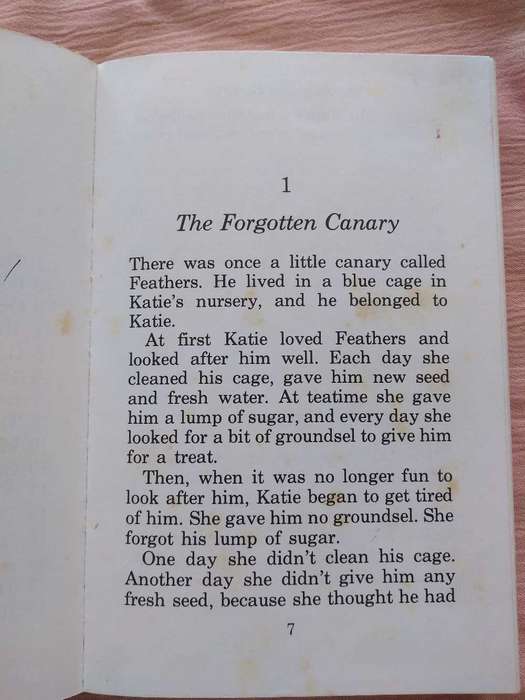 1
The Forgotten Canary
There was once a little canary called
Feathers. He lived in a blue cage in
Katie's nursery, and he belonged to
Katie.
At first Katie loved Feathers and
looked after him well. Each day she
cleaned his cage, gave him new seed
and fresh water. At teatime she gave
him a lump of sugar, and every day she
looked for a bit of groundsel to give him
for a treat.
Then, when it was no longer fun to
look after him, Katie began to get tired
of him. She gave him no groundsel. She
forgot his lump of sugar.
One day she didn't clean his cage.
Another day she didn't give him any
fresh seed, because she thought he had
7